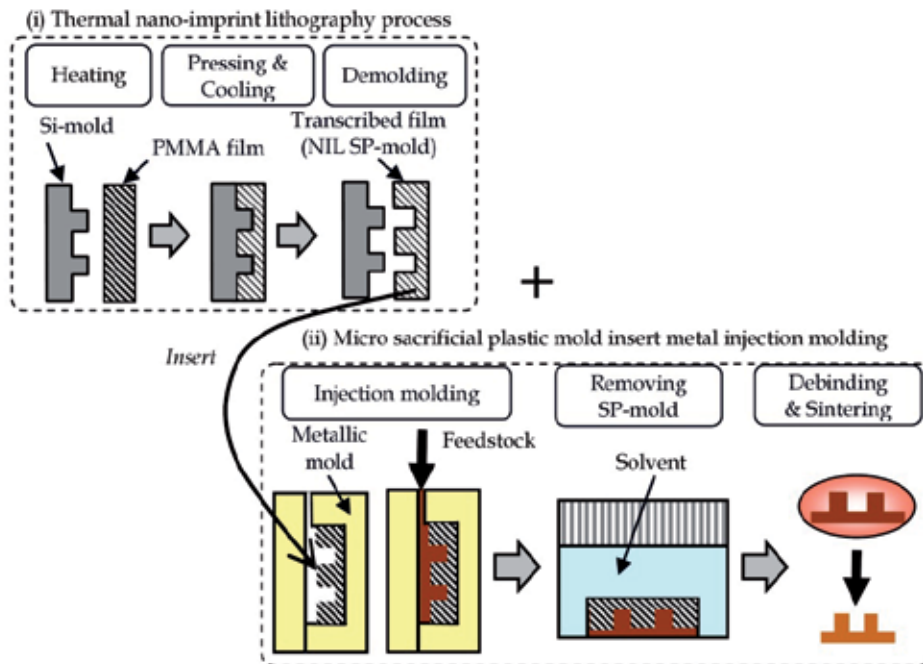 (i) Thermal nano-imprint lithography process
Heating
Pressing &
Cooling
Demolding
Si-mold
PMMA film
Transcribed film
(NIL SP-mold)
+
Insert
(ii) Micro sacrificial plastic mold insert metal injection molding
Injection molding
Removing
SP-mold
Debinding
& Sintering
Metallic
mold
Feedstock
Solvent